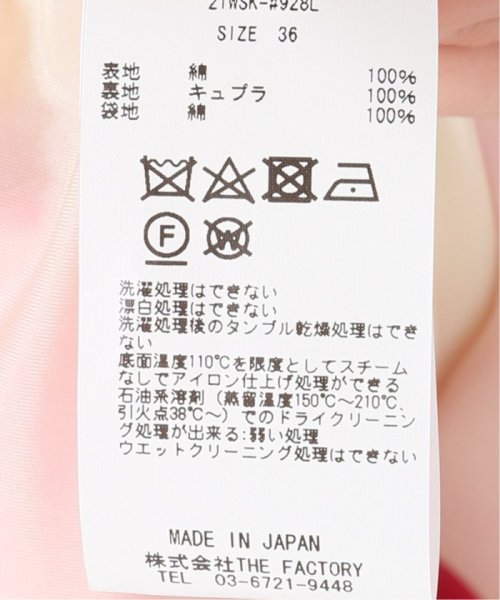 21WSK-#928L
SIZE 36
表地 綿 100%
裏地 キュプラ 100%
袋地 綿 100%
F
W
洗濯処理はできない
漂白処理はできない
洗濯処理後のタンブル乾燥処理はでき
ない
底面温度110℃を限度としてスチーム
なしでアイロン仕上げ処理ができる
石油系溶剤(蒸留温度150℃~210℃、
引火点38℃~)でのドライクリーニン
グ処理が出来る:弱い処理
ウエットクリーニング処理はできない
MADE IN JAPAN
株式会社THE FACTORY
TEL 03-6721-9448